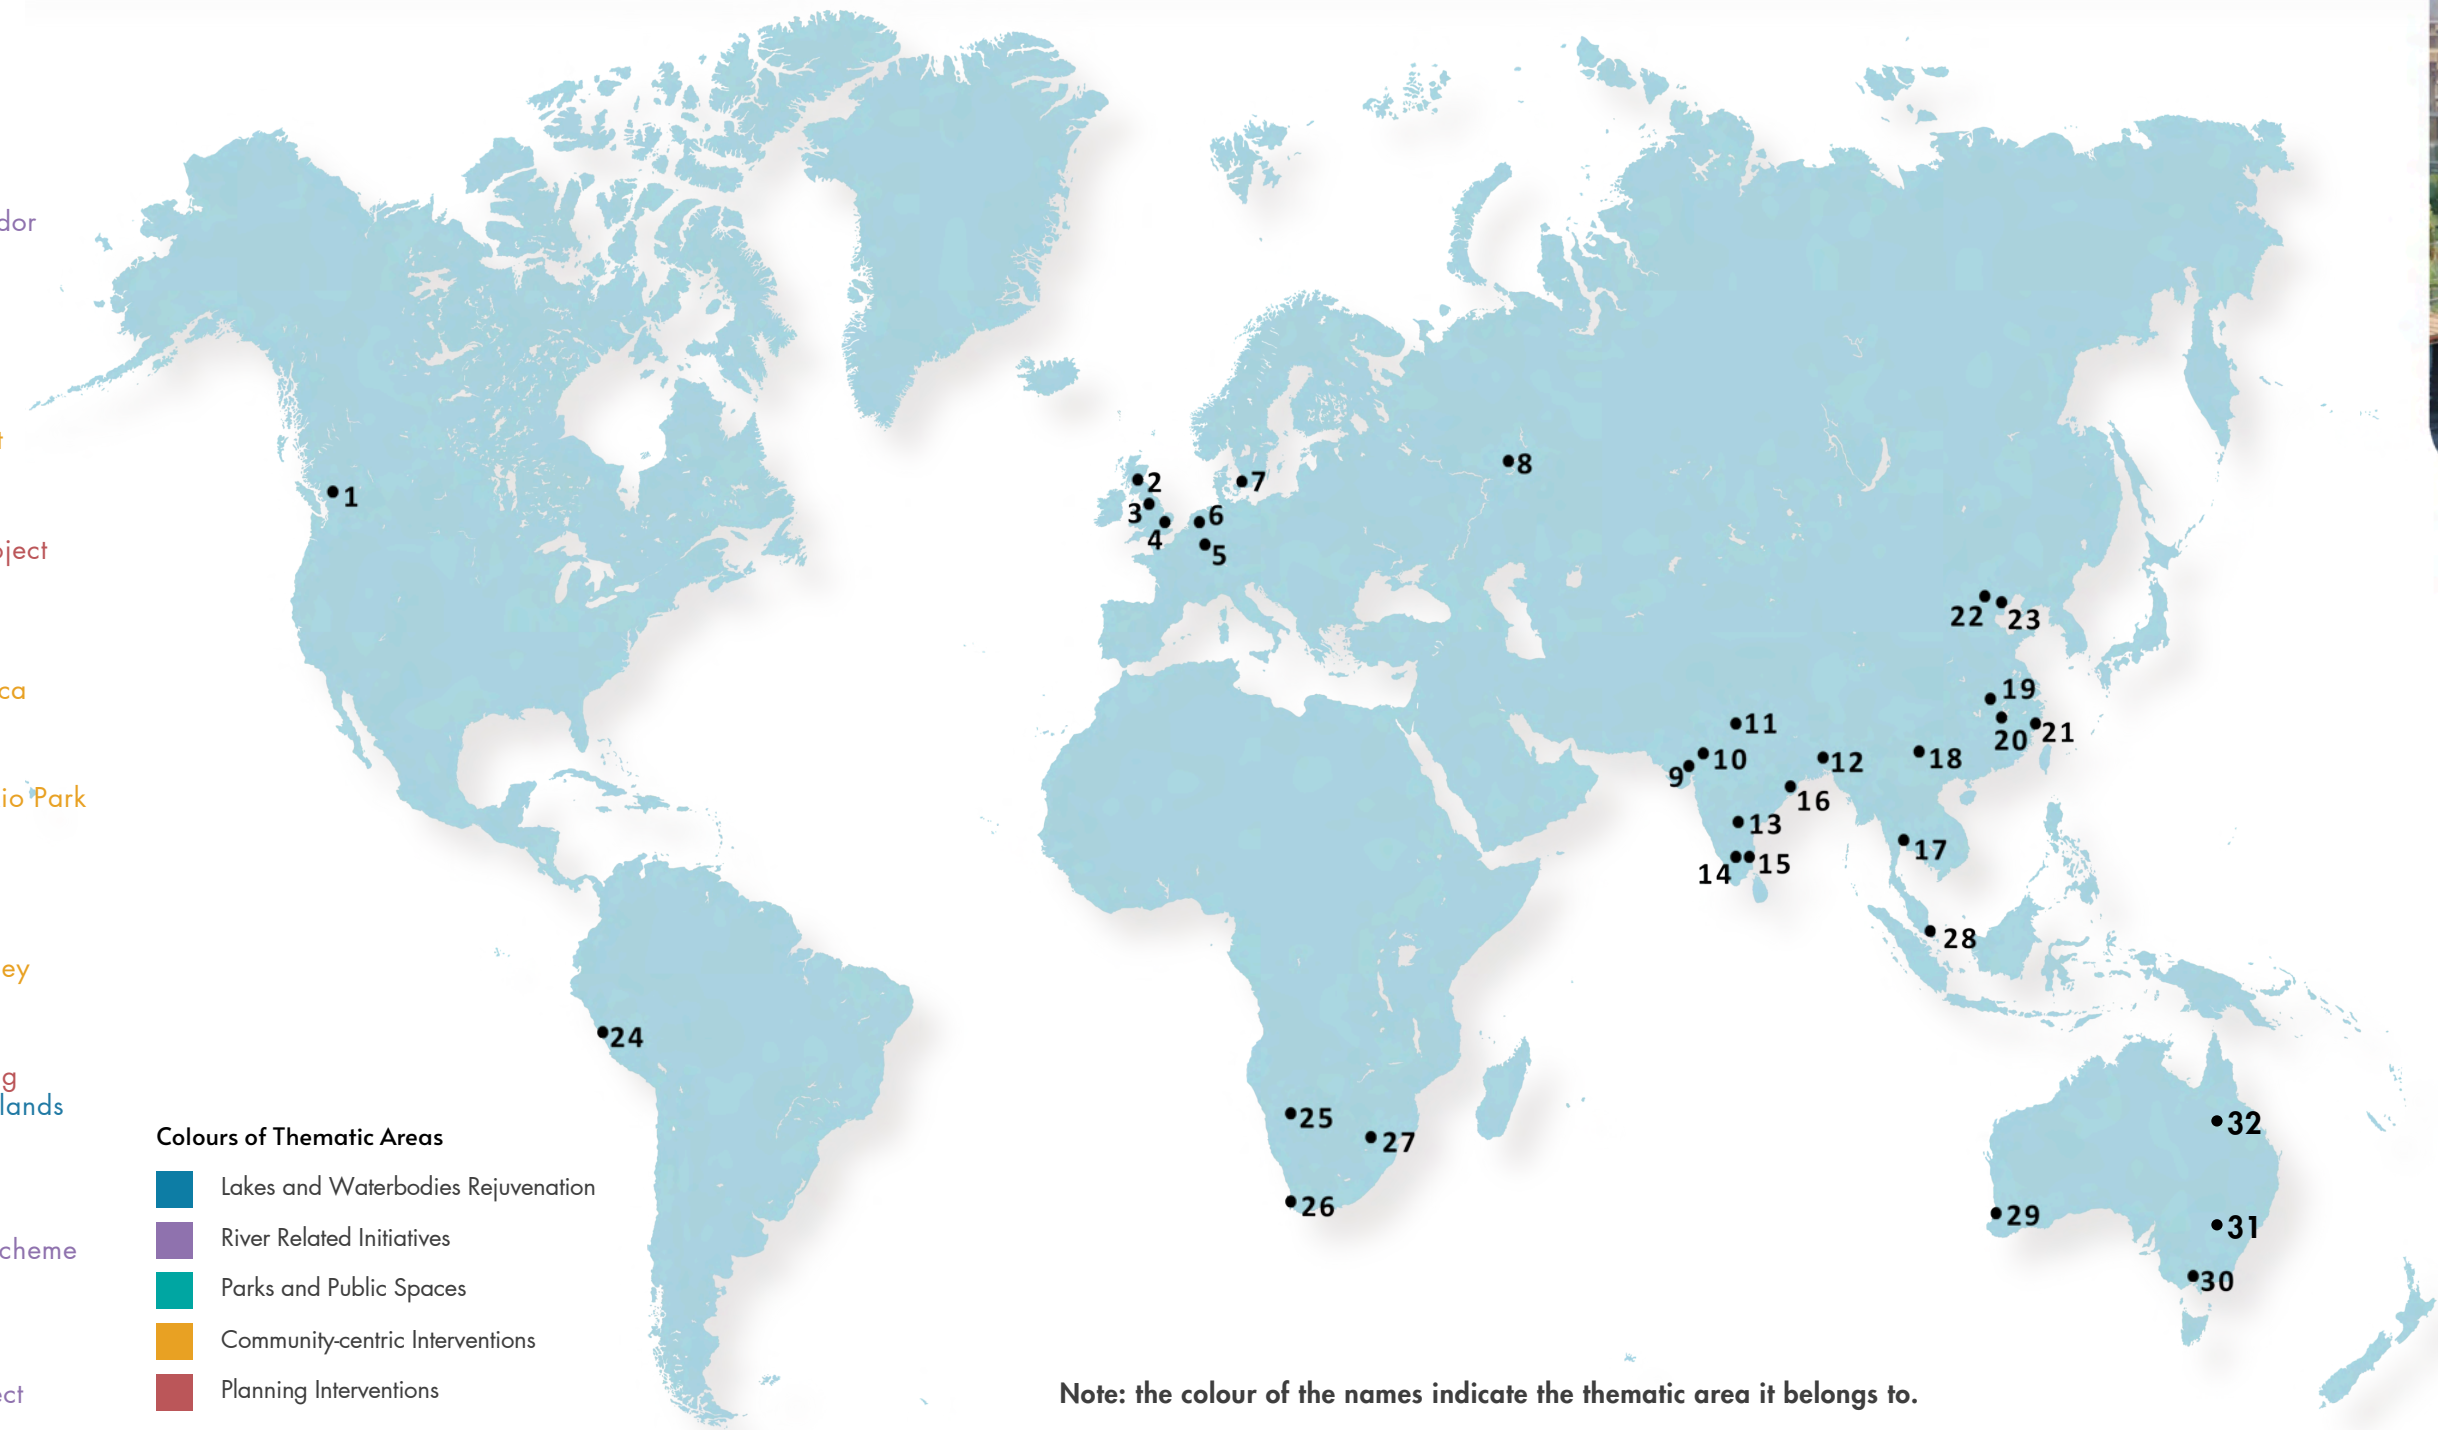 dor
t
oject
ca
io Park
ey
g
lands
cheme
ect
1
2
3
4
6
5
7
8
22
23
19
20
21
11
10
9
12
18
16
13
14
15
17
28
24
25
27
26
32
29
31
30
Colours of Thematic Areas
Lakes and Waterbodies Rejuvenation
River Related Initiatives
Parks and Public Spaces
Community-centric Interventions
Planning Interventions
Note: the colour of the names indicate the thematic area it belongs to.